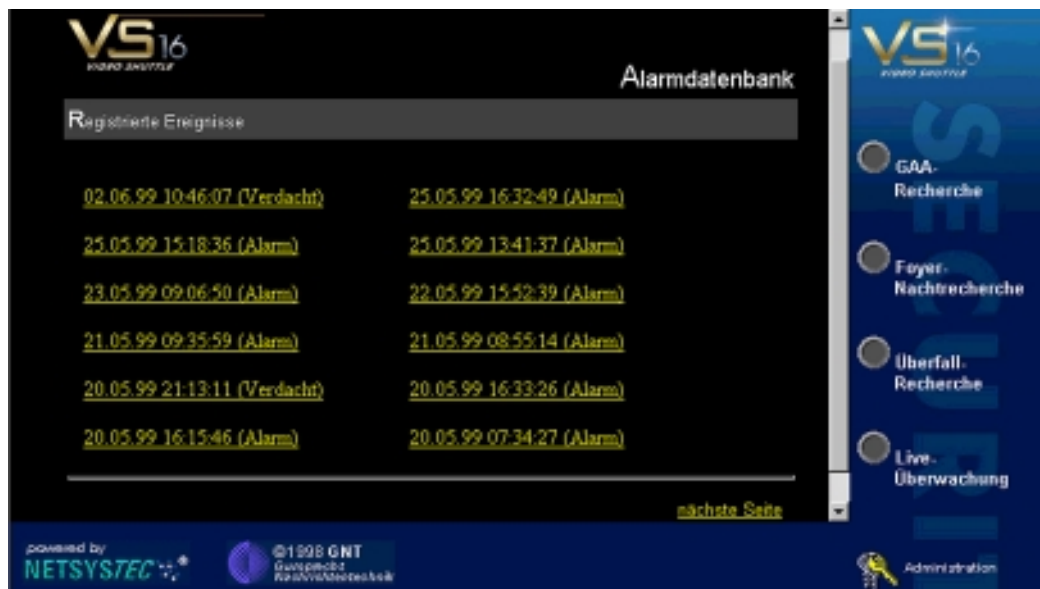 VS 16
VIDEO SHUTTLE
Alarmdatenbank
Registrierte Ereignisse
02.06.99 10:46:07 (Verdacht) 25.05.99 16:32:49 (Alarm)
25.05.99 15:18:36 (Alarm) 25.05.99 13:41:37 (Alarm)
23.05.99 09:06:50 (Alarm) 22.05.99 15:52:39 (Alarm)
21.05.99 09:35:59 (Alarm) 21.05.99 08:55:14 (Alarm)
20.05.99 21:13:11 (Verdacht) 20.05.99 16:33:26 (Alarm)
20.05.99 16:15:46 (Alarm) 20.05.99 07:34:27 (Alarm)
nächste Seite
powered by
NETSYSTEC
©1998 GNT
Nachrichtentechnik
VS 16
VIDEO SHUTTLE
GAA-
Recherche
Foyer-
Nachtrecherche
Überfall-
Recherche
Live-
Überwachung
Administration
SECURI